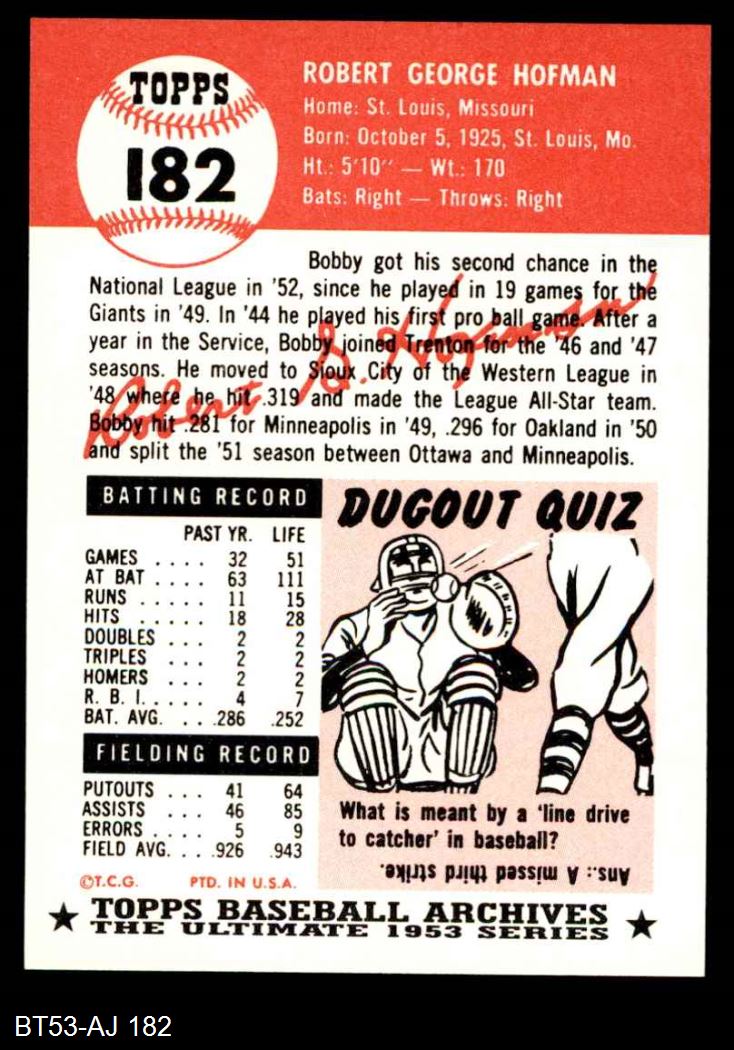 TOPPS
182
ROBERT GEORGE HOFMAN
Home: St. Louis, Missouri
Born: October 5, 1925, St. Louis, Mo.
Ht.: 5'10" — Wt.: 170
Bats: Right — Throws: Right
Bobby got his second chance in the
National League in '52, since he played in 19 games for the
Giants in '49. In '44 he played his first pro ball game. After a
year in the Service, Bobby joined Trenton for the '46 and '47
seasons. He moved to Sioux City of the Western League in
'48 where he hit .319 and made the League All-Star team.
Bobby hit .281 for Minneapolis in '49, .296 for Oakland in '50
and split the '51 season between Ottawa and Minneapolis.
Robert G. Hofman
BATTING RECORD
PAST YR. LIFE
GAMES .... 32 51
AT BAT .... 63 111
RUNS ..... 11 15
HITS ..... 18 28
DOUBLES ... 2 2
TRIPLES ... 2 2
HOMERS ... 2 2
R. B. I. .... 4 7
BAT. AVG. ... .286 .252
FIELDING RECORD
PUTOUTS ... 41 64
ASSISTS ... 46 85
ERRORS ... 5 9
FIELD AVG. ... .926 .943
©T.C.G. PTD. IN U.S.A.
DUGOUT QUIZ
What is meant by a 'line drive
to catcher' in baseball?
Ans.: A missed third strike.
★ TOPPS BASEBALL ARCHIVES ★
THE ULTIMATE 1953 SERIES
BT53-AJ 182